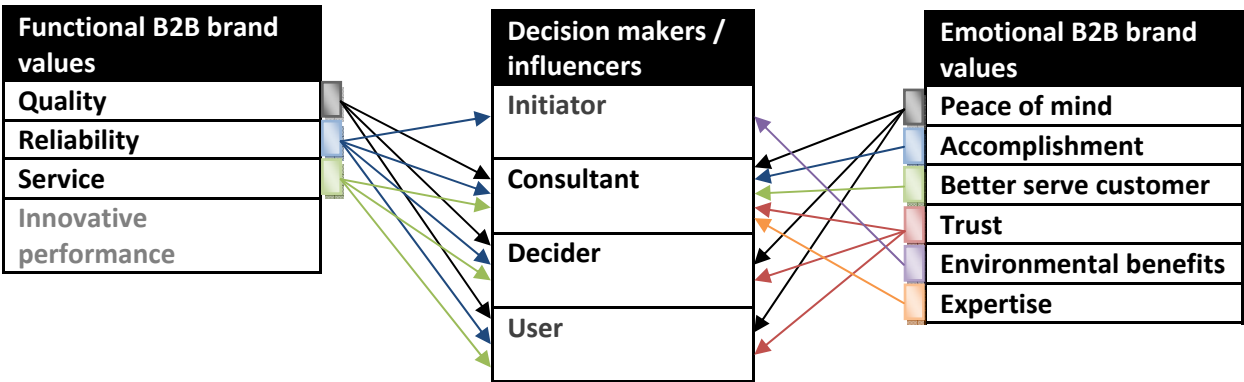 Functional B2B brand
values
Quality
Reliability
Service
Innovative
performance
Decision makers /
influencers
Initiator
Consultant
Decider
User
Emotional B2B brand
values
Peace of mind
Accomplishment
Better serve customer
Trust
Environmental benefits
Expertise